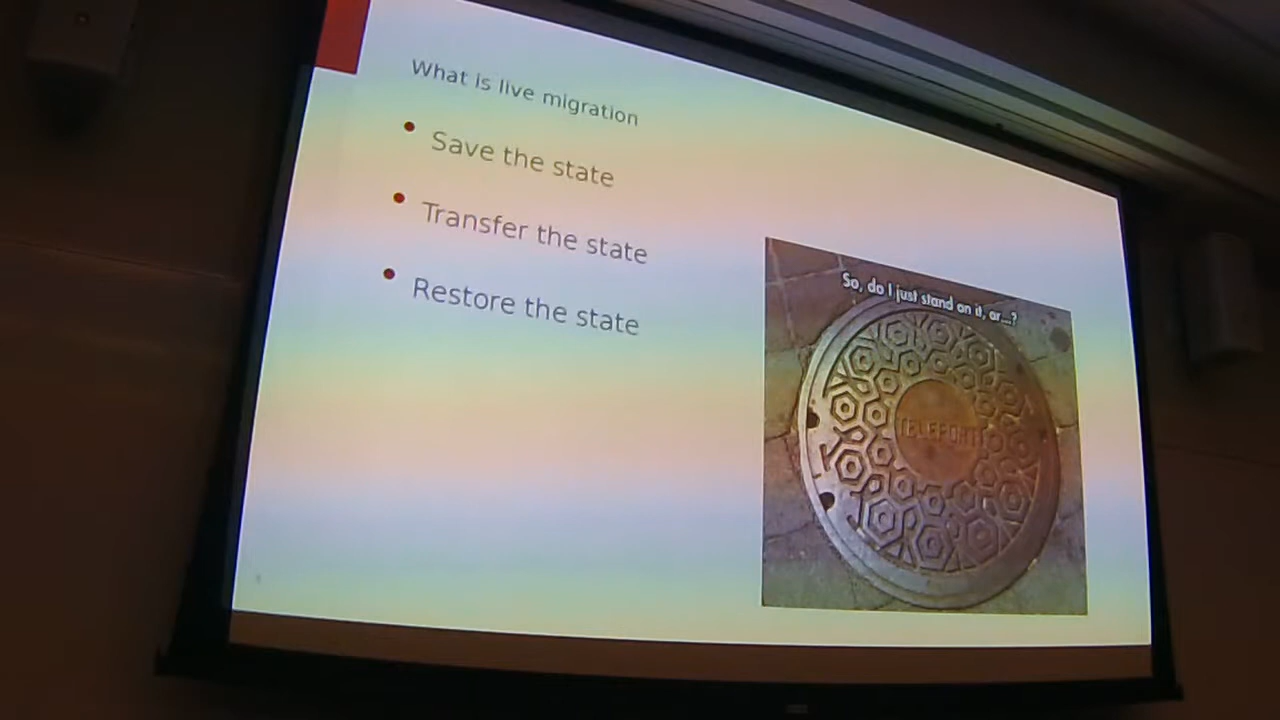 What is live migration
Save the state
Transfer the state
Restore the state
So, do I just stand on it, or...?
TELEPORT